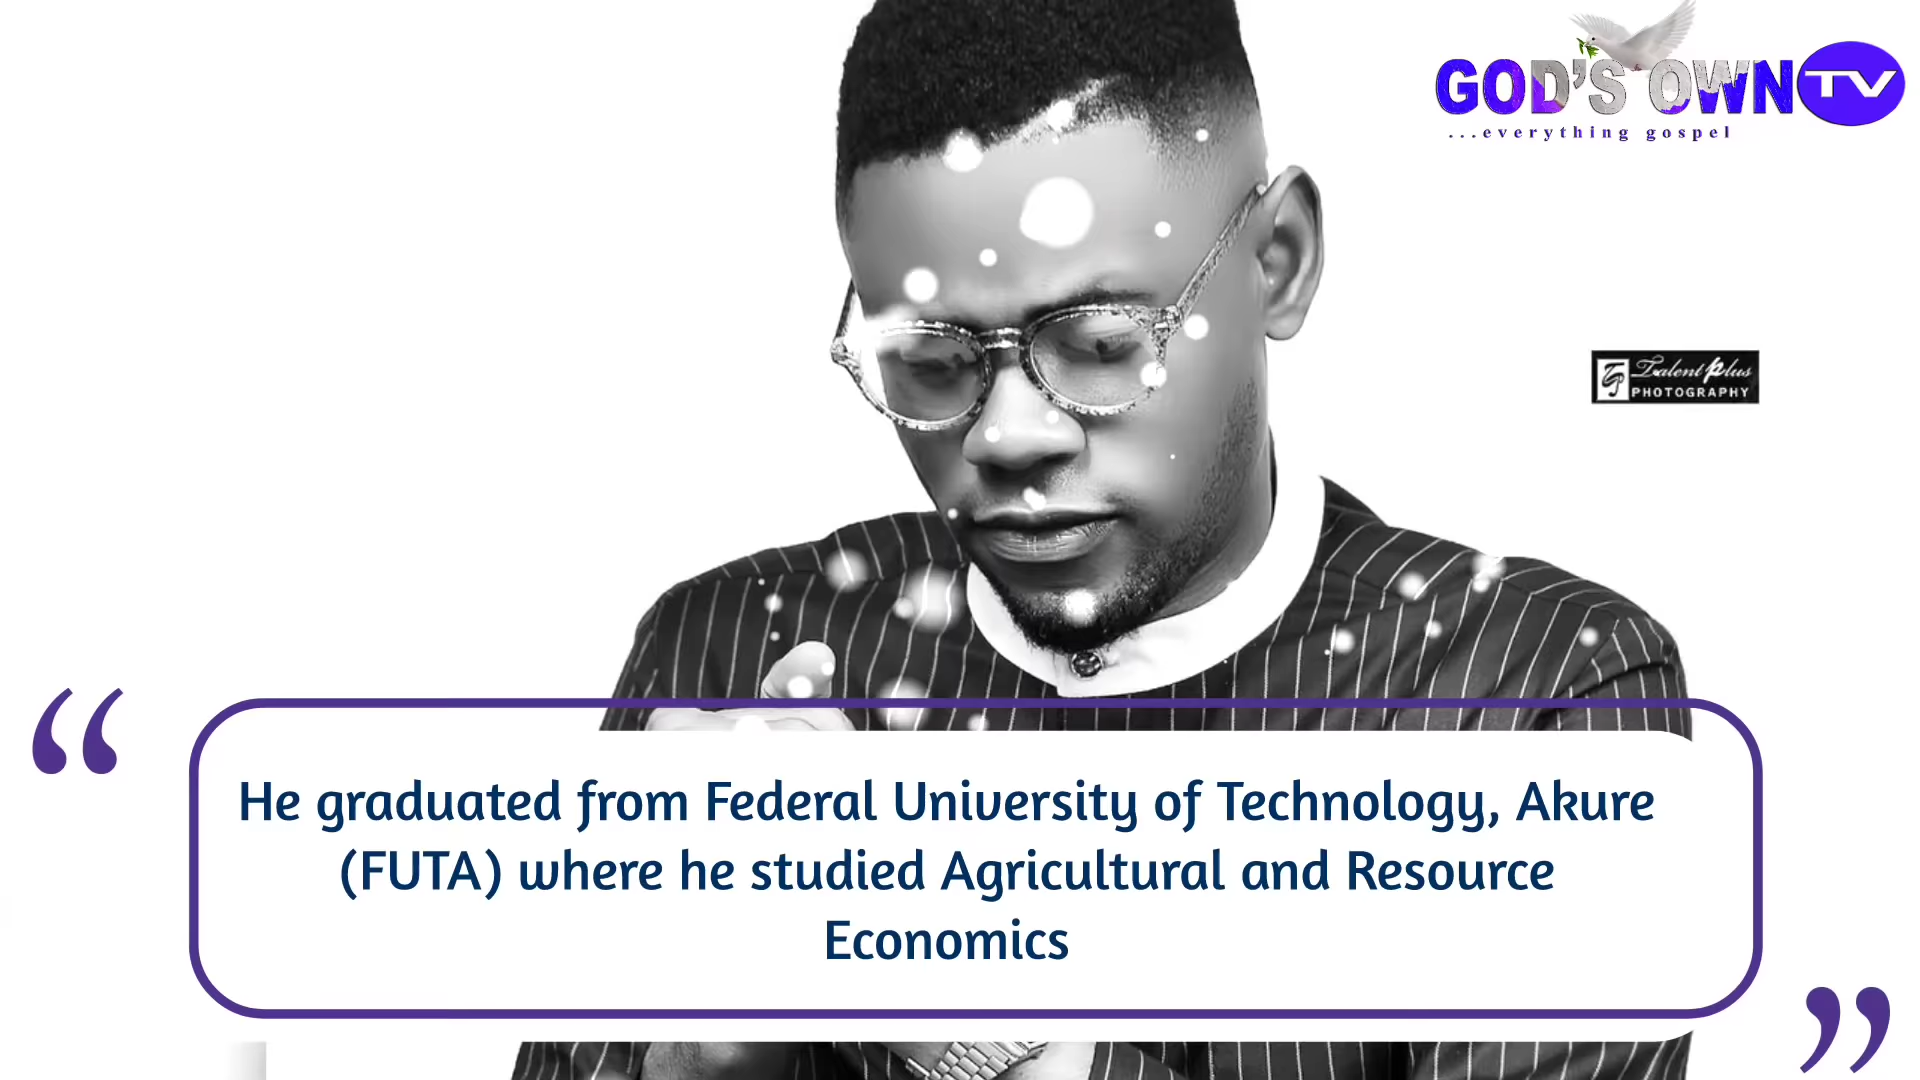 GOD'S OWN TV
...everything gospel
TP Talent Plus
PHOTOGRAPHY
“
He graduated from Federal University of Technology, Akure
(FUTA) where he studied Agricultural and Resource
Economics
”